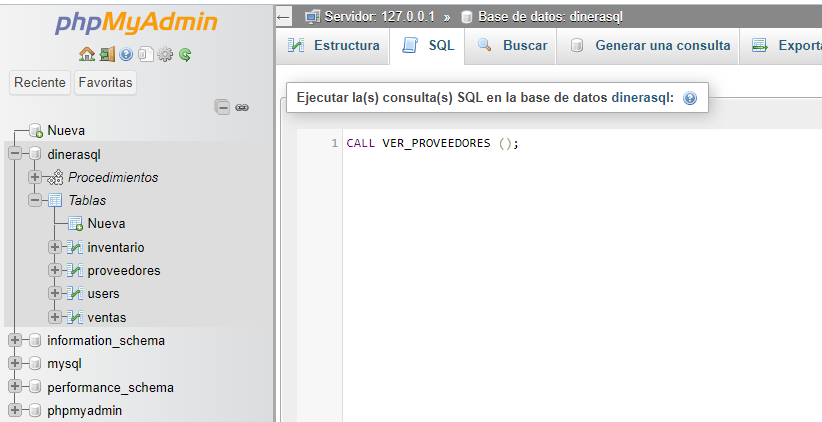 phpMyAdmin
Reciente Favoritas
Nueva
dinerasql
Procedimientos
Tablas
Nueva
inventario
proveedores
users
ventas
information_schema
mysql
performance_schema
phpmyadmin
Servidor: 127.0.0.1 » Base de datos: dinerasql
Estructura SQL Buscar Generar una consulta Exporta
Ejecutar la(s) consulta(s) SQL en la base de datos dinerasql:
1 CALL VER_PROVEEDORES ();